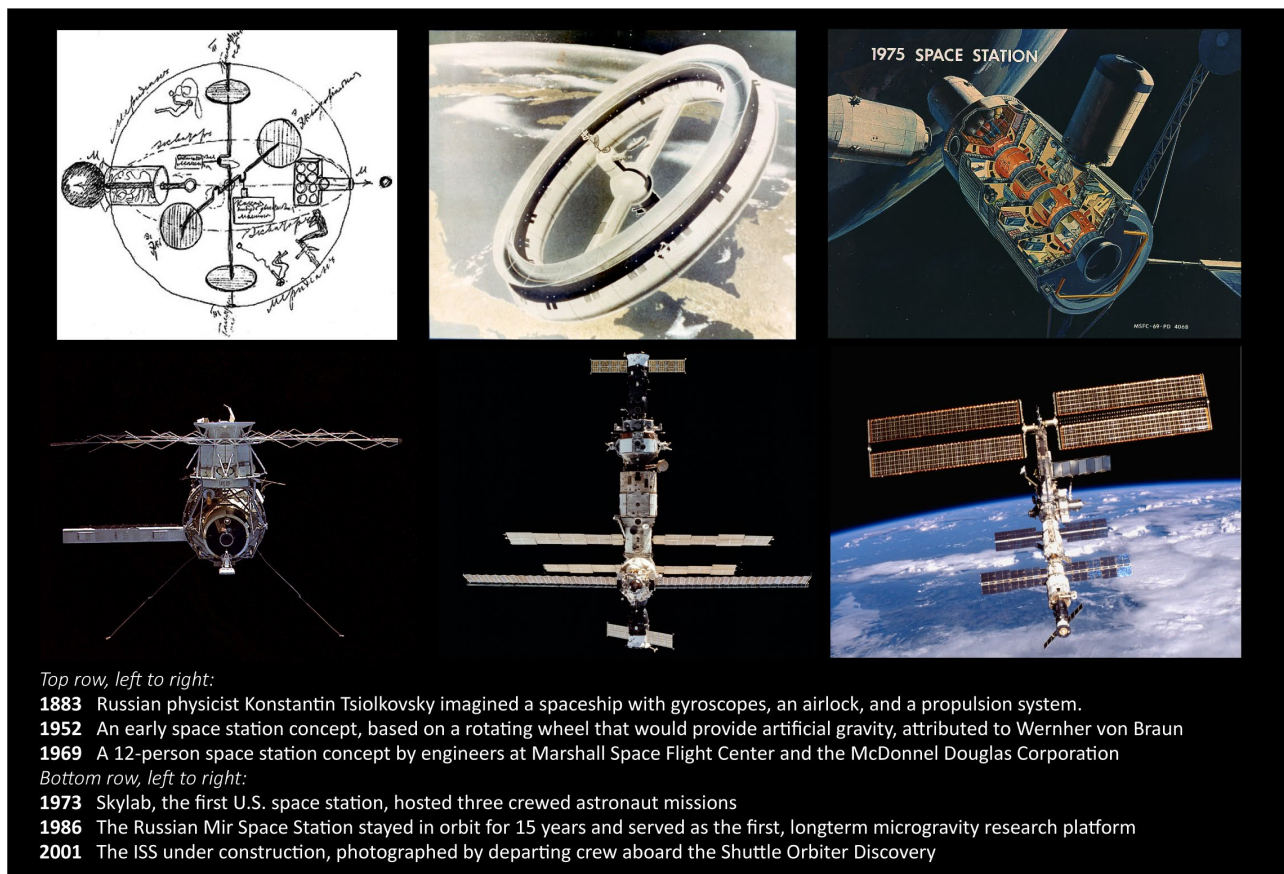 1975 SPACE STATION
MSFC-69-PD 4068
Top row, left to right:
1883 Russian physicist Konstantin Tsiolkovsky imagined a spaceship with gyroscopes, an airlock, and a propulsion system.
1952 An early space station concept, based on a rotating wheel that would provide artificial gravity, attributed to Wernher von Braun
1969 A 12-person space station concept by engineers at Marshall Space Flight Center and the McDonnel Douglas Corporation
Bottom row, left to right:
1973 Skylab, the first U.S. space station, hosted three crewed astronaut missions
1986 The Russian Mir Space Station stayed in orbit for 15 years and served as the first, longterm microgravity research platform
2001 The ISS under construction, photographed by departing crew aboard the Shuttle Orbiter Discovery